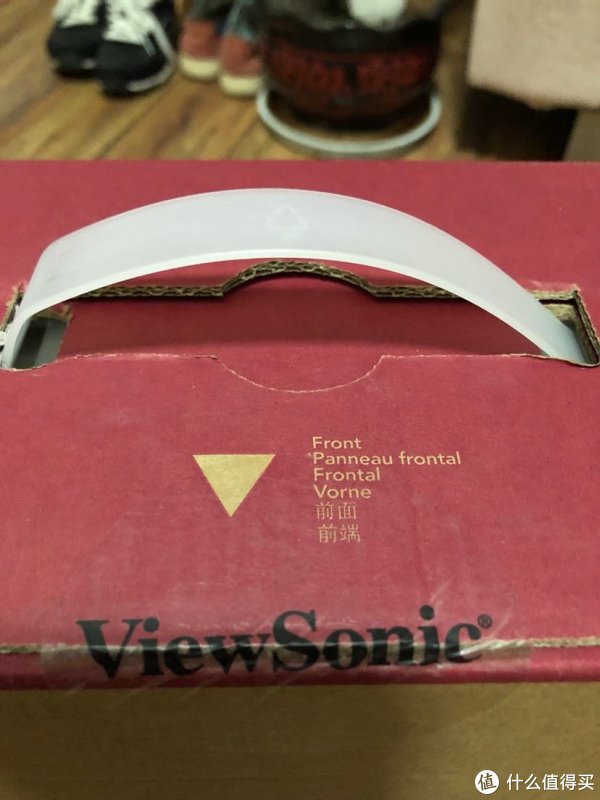 Front
Panneau frontal
Frontal
Vorne
前面
前端
ViewSonic®
值 什么值得买